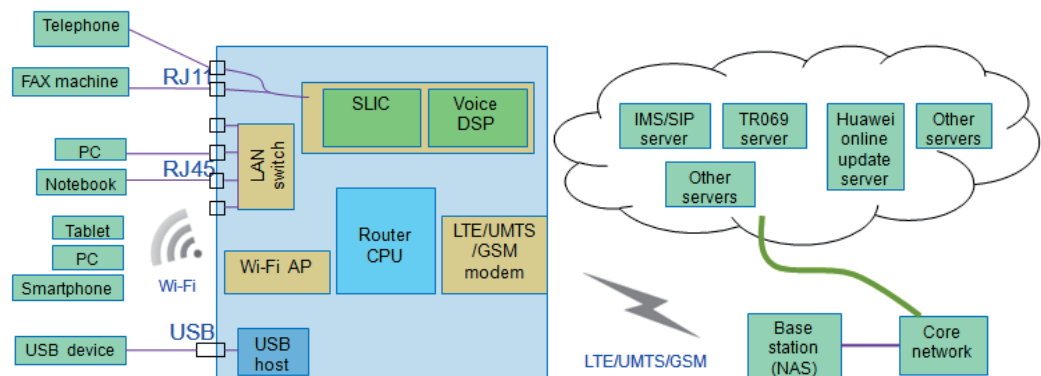 Telephone
FAX machine
RJ11
SLIC
Voice
DSP
IMS/SIP
server
TR069
server
Huawei
online
update
server
Other
servers
Other
servers
PC
Notebook
RJ45
LAN
switch
Tablet
PC
Smartphone
Wi-Fi
Wi-Fi AP
Router
CPU
LTE/UMTS
/GSM
modem
USB device
USB
USB
host
LTE/UMTS/GSM
Base
station
(NAS)
Core
network